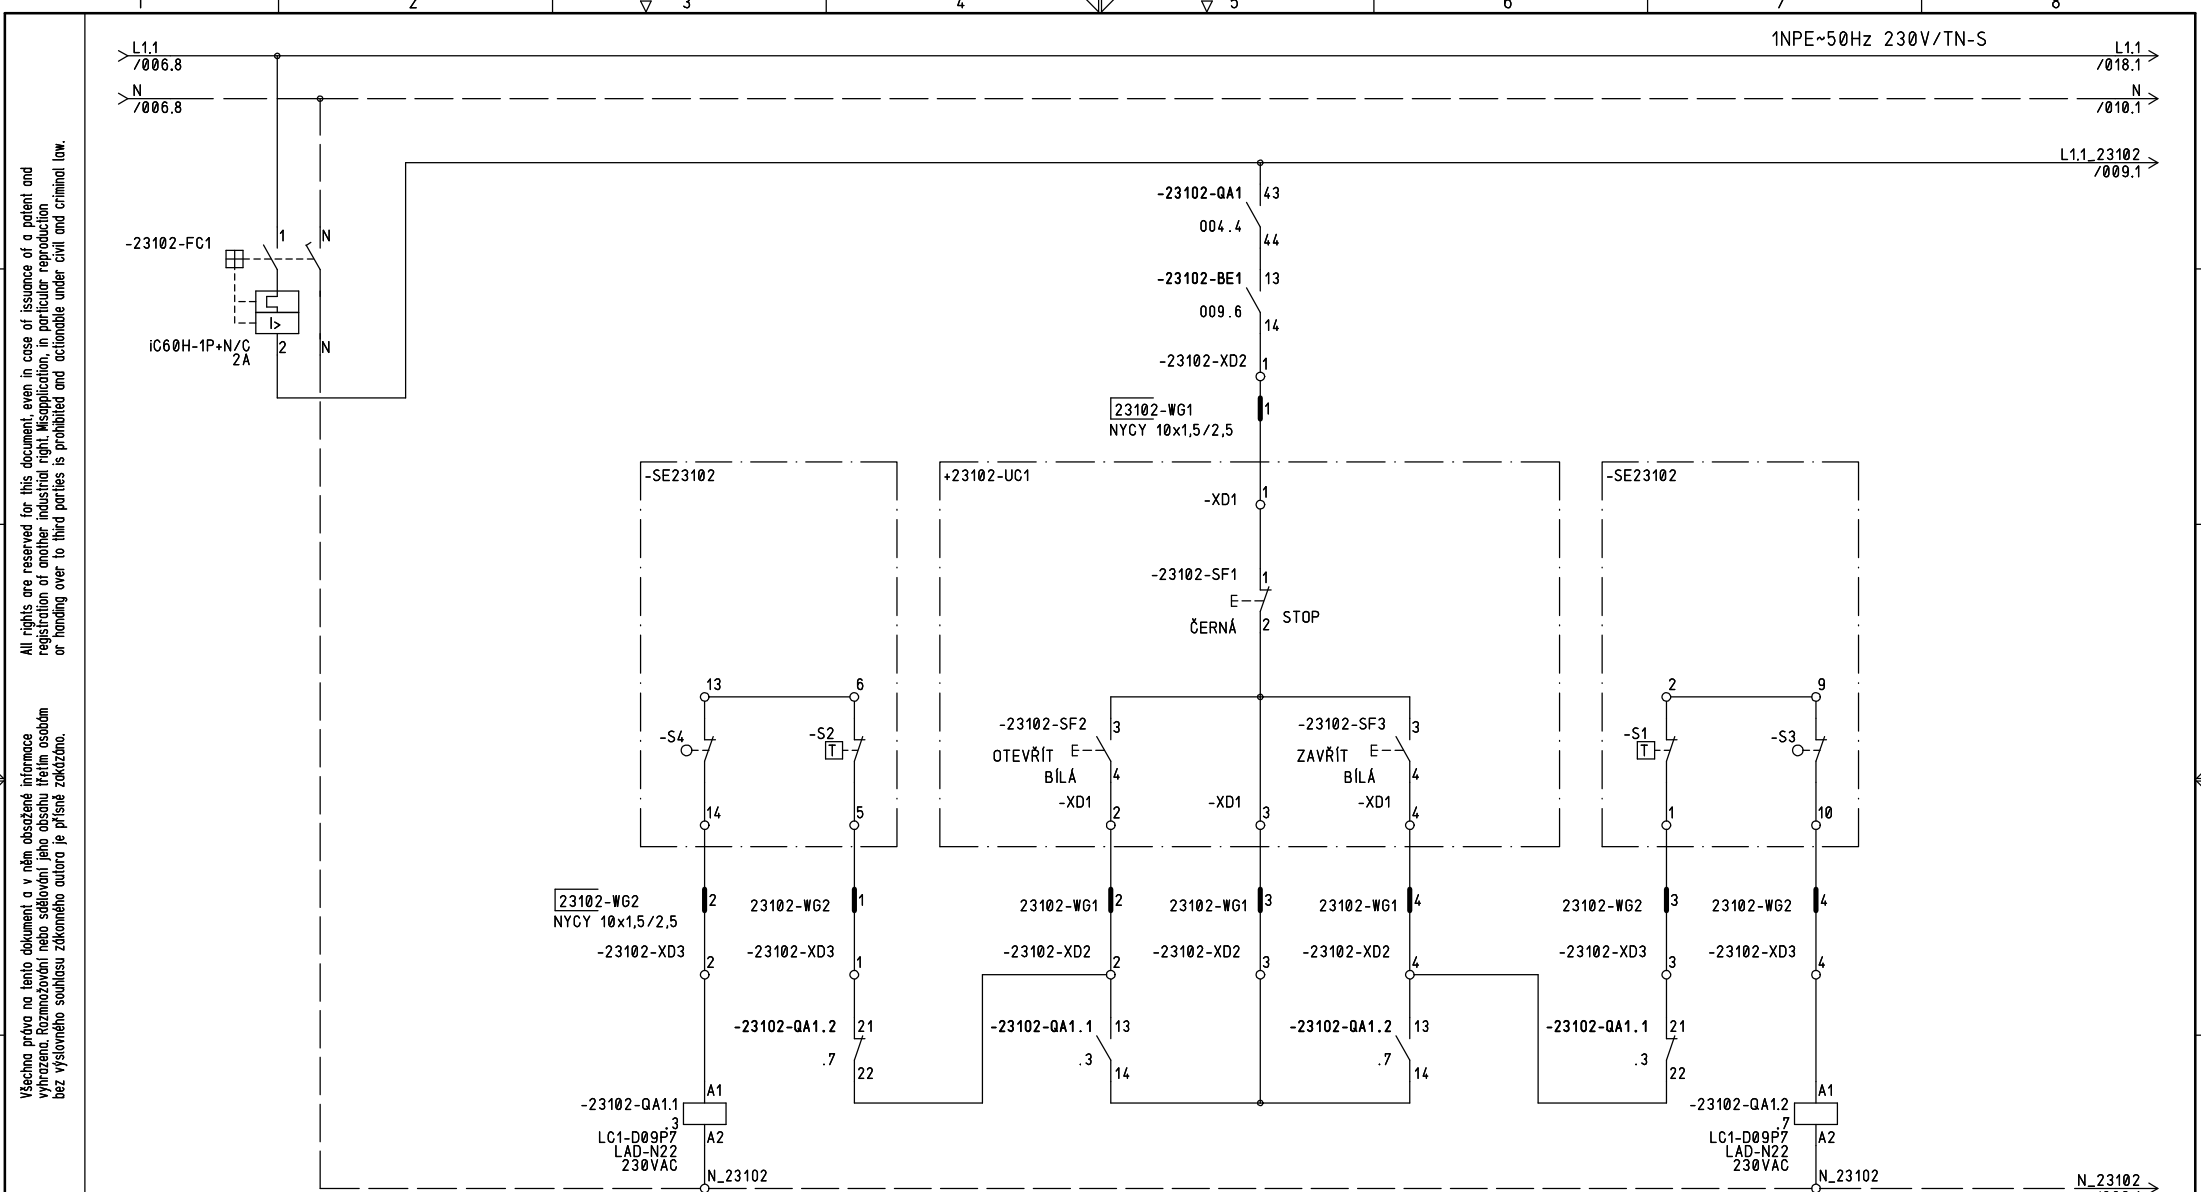 1 2 3 4 5 6 7 8
1NPE~50Hz 230V/TN-S
L1.1
/006.8
L1.1
/018.1
N
/006.8
N
/010.1
L1.1_23102
/009.1
All rights are reserved for this document, even in case of issuance of a patent and
registration of another industrial right. Misapplication, in particular reproduction
or handing over to third parties is prohibited and actionable under civil and criminal law.
Všechna práva na tento dokument a v něm obsažené informace
vyhrazena. Rozmnožování nebo sdělování jeho obsahu třetím osobám
bez výslovného souhlasu zákonného autora je přísně zakázáno.
-23102-FC1
1
N
I>
iC60H-1P+N/C
2A
2
N
-23102-QA1
43
004.4
44
-23102-BE1
13
009.6
14
-23102-XD2
1
23102-WG1
1
NYCY 10x1,5/2,5
-SE23102
+23102-UC1
-SE23102
1
-XD1
-23102-SF1
1
E
STOP
ČERNÁ
2
13
6
-S4
-S2
T
14
5
-23102-SF2
3
OTEVŘÍT
E
BÍLÁ
4
-XD1
2
-XD1
3
-23102-SF3
3
ZAVŘÍT
E
BÍLÁ
4
-XD1
4
2
9
-S1
T
-S3
1
10
23102-WG2
2
NYCY 10x1,5/2,5
23102-WG2
1
23102-WG1
2
23102-WG1
3
23102-WG1
4
23102-WG2
3
23102-WG2
4
-23102-XD3
2
-23102-XD3
1
-23102-XD2
2
-23102-XD2
3
-23102-XD2
4
-23102-XD3
3
-23102-XD3
4
-23102-QA1.2
21
.7
22
-23102-QA1.1
13
.3
14
-23102-QA1.2
13
.7
14
-23102-QA1.1
21
.3
22
A1
-23102-QA1.1
.3
LC1-D09P7
A2
LAD-N22
230VAC
N_23102
A1
-23102-QA1.2
.7
LC1-D09P7
A2
LAD-N22
230VAC
N_23102
N_23102